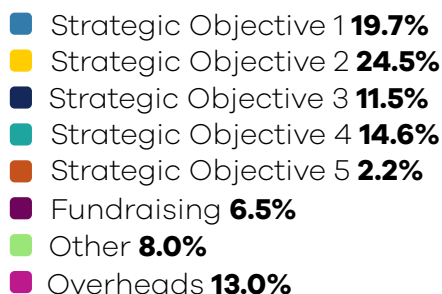 Strategic Objective 1 19.7%
Strategic Objective 2 24.5%
Strategic Objective 3 11.5%
Strategic Objective 4 14.6%
Strategic Objective 5 2.2%
Fundraising 6.5%
Other 8.0%
Overheads 13.0%